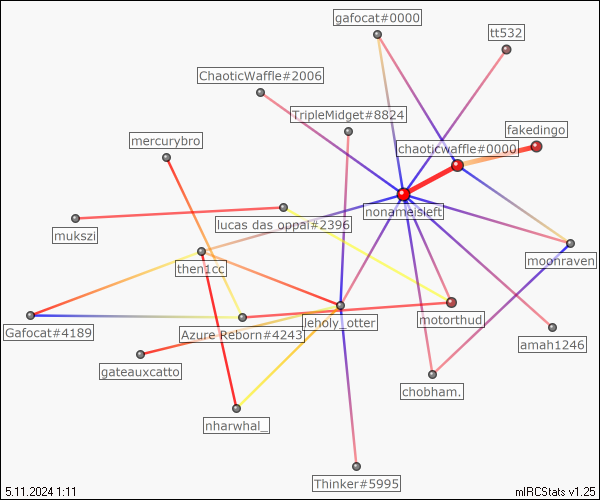 gafocat#0000
tt532
ChaoticWaffle#2006
TripleMidget#8824
fakedingo
mercurybro
chaoticwaffle#0000
nonameisleft
lucas das oppai#2396
mukszi
moonraven
then1cc
Gafocat#4189
Azure Reborn#4243
ieholy_otter
motorthud
amah1246
gateauxcatto
chobham.
nharwhal_
Thinker#5995
5.11.2024 1:11
mIRCStats v1.25